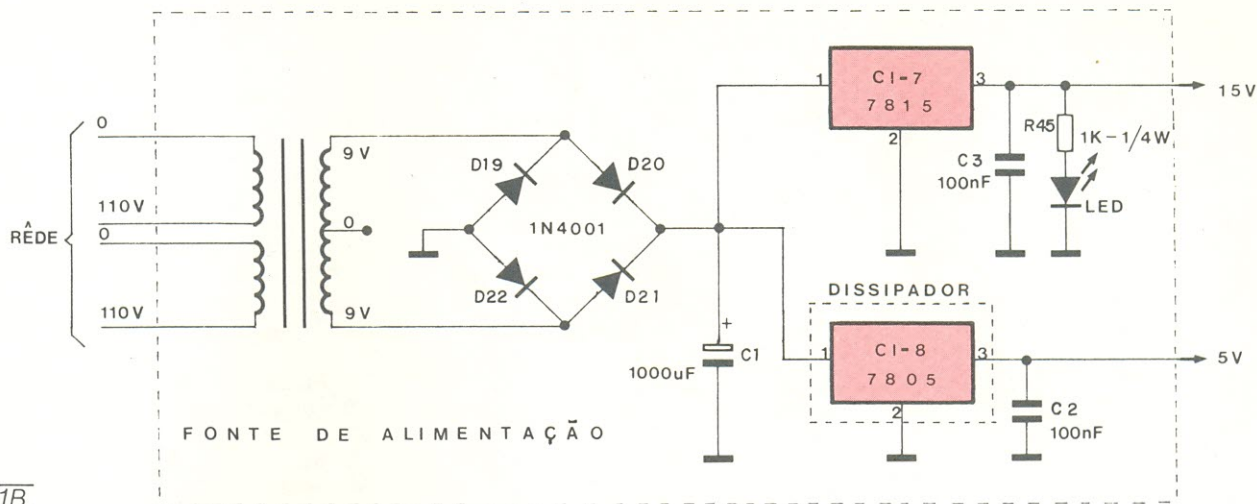 RÊDE
0
110V
0
110V
9V
0
9V
D19
D20
1N4001
D22
D21
+
C1
1000uF
1
CI-7
7815
3
2
C3
100nF
R45
1K-1/4W
LED
15V
DISSIPADOR
1
CI-8
7805
3
2
C2
100nF
5V
FONTE DE ALIMENTAÇÃO
1B